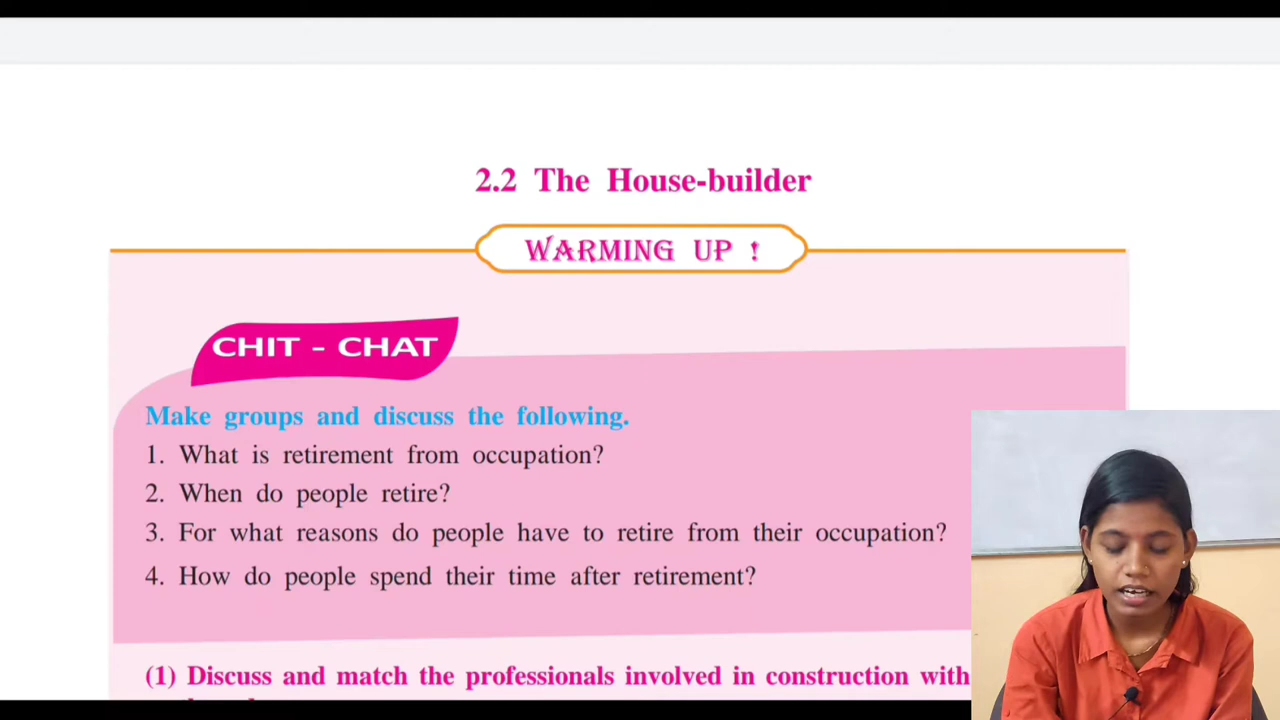 2.2 The House-builder
WARMING UP !
CHIT - CHAT
Make groups and discuss the following.
1. What is retirement from occupation?
2. When do people retire?
3. For what reasons do people have to retire from their occupation?
4. How do people spend their time after retirement?
(1) Discuss and match the professionals involved in construction with